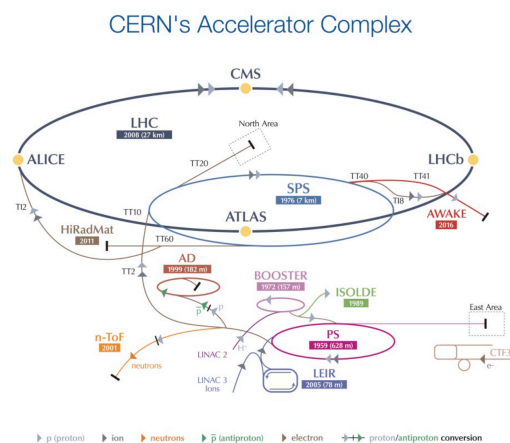 CERN's Accelerator Complex
CMS
LHC
2008 (27 km)
North Area
ALICE
TT20
LHCb
TT40
TT41
SPS
1976 (7 km)
TI2
TT10
TI8
ATLAS
AWAKE
2016
HiRadMat
2011
TT60
AD
1999 (182 m)
TT2
BOOSTER
1972 (157 m)
ISOLDE
1989
p̅
p
East Area
n-ToF
2001
PS
1959 (628 m)
H⁺
LINAC 2
neutrons
CTF3
e-
LINAC 3
Ions
LEIR
2005 (78 m)
p (proton)
ion
neutrons
p̅ (antiproton)
electron
proton/antiproton conversion